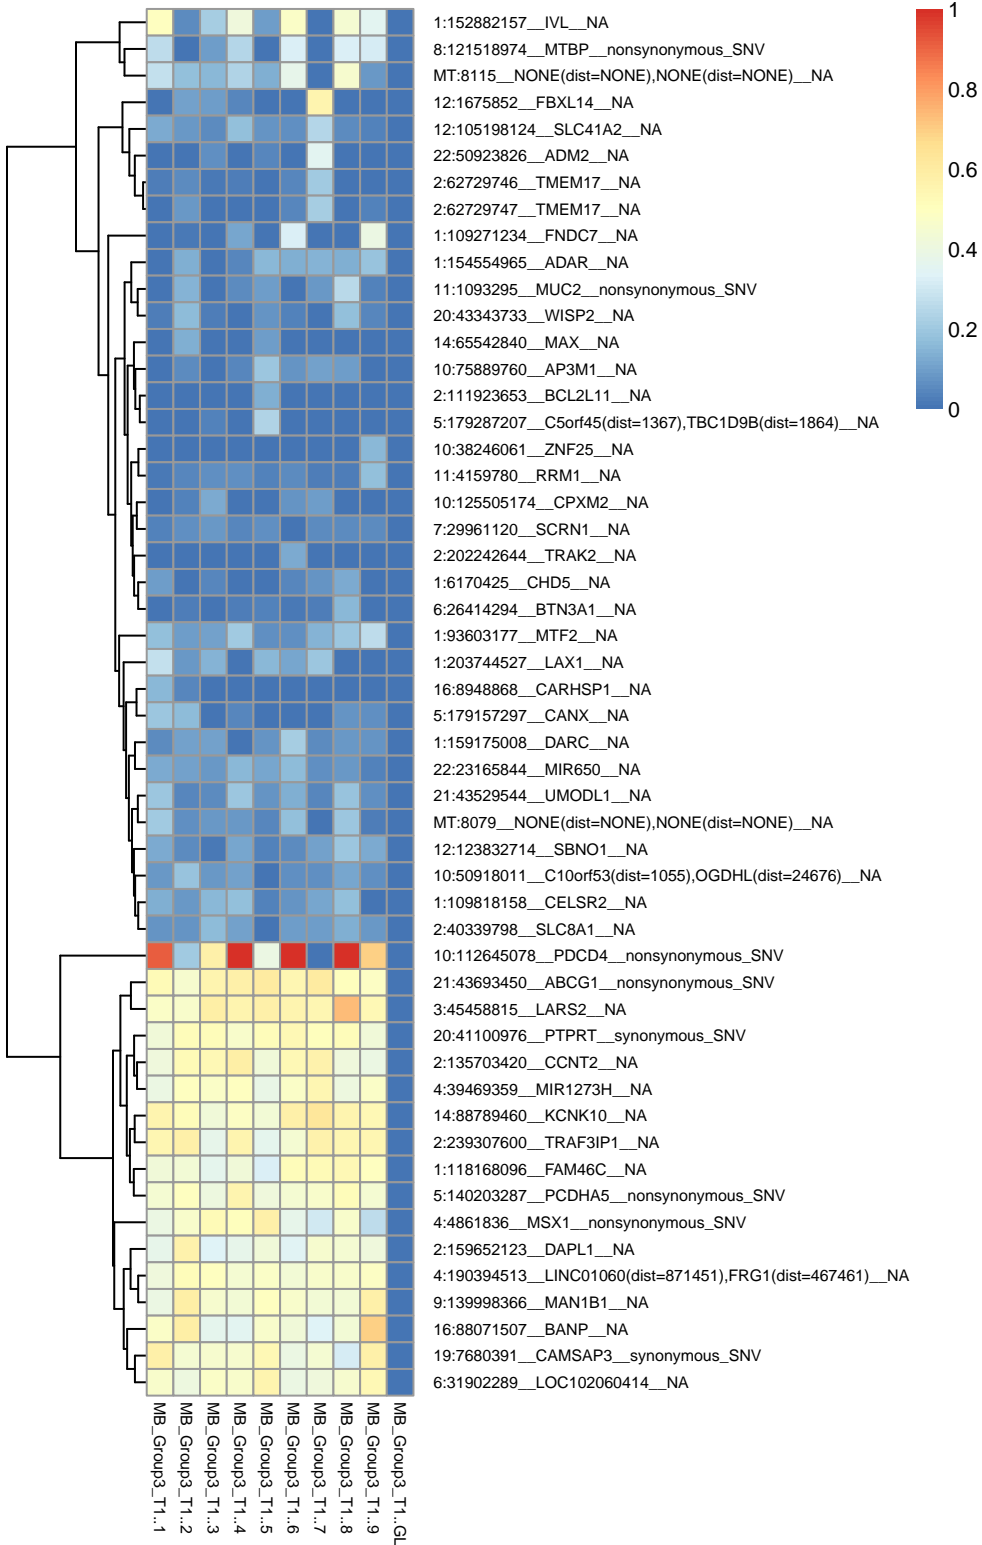 1:152882157__IVL__NA
8:121518974__MTBP__nonsynonymous_SNV
MT:8115__NONE(dist=NONE),NONE(dist=NONE)__NA
12:1675852__FBXL14__NA
12:105198124__SLC41A2__NA
22:50923826__ADM2__NA
2:62729746__TMEM17__NA
2:62729747__TMEM17__NA
1:109271234__FNDC7__NA
1:154554965__ADAR__NA
11:1093295__MUC2__nonsynonymous_SNV
20:43343733__WISP2__NA
14:65542840__MAX__NA
10:75889760__AP3M1__NA
2:111923653__BCL2L11__NA
5:179287207__C5orf45(dist=1367),TBC1D9B(dist=1864)__NA
10:38246061__ZNF25__NA
11:4159780__RRM1__NA
10:125505174__CPXM2__NA
7:29961120__SCRN1__NA
2:202242644__TRAK2__NA
1:6170425__CHD5__NA
6:26414294__BTN3A1__NA
1:93603177__MTF2__NA
1:203744527__LAX1__NA
16:8948868__CARHSP1__NA
5:179157297__CANX__NA
1:159175008__DARC__NA
22:23165844__MIR650__NA
21:43529544__UMODL1__NA
MT:8079__NONE(dist=NONE),NONE(dist=NONE)__NA
12:123832714__SBNO1__NA
10:50918011__C10orf53(dist=1055),OGDHL(dist=24676)__NA
1:109818158__CELSR2__NA
2:40339798__SLC8A1__NA
10:112645078__PDCD4__nonsynonymous_SNV
21:43693450__ABCG1__nonsynonymous_SNV
3:45458815__LARS2__NA
20:41100976__PTPRT__synonymous_SNV
2:135703420__CCNT2__NA
4:39469359__MIR1273H__NA
14:88789460__KCNK10__NA
2:239307600__TRAF3IP1__NA
1:118168096__FAM46C__NA
5:140203287__PCDHA5__nonsynonymous_SNV
4:4861836__MSX1__nonsynonymous_SNV
2:159652123__DAPL1__NA
4:190394513__LINC01060(dist=871451),FRG1(dist=467461)__NA
9:139998366__MAN1B1__NA
16:88071507__BANP__NA
19:7680391__CAMSAP3__synonymous_SNV
6:31902289__LOC102060414__NA
MB_Group3_T1..1
MB_Group3_T1..2
MB_Group3_T1..3
MB_Group3_T1..4
MB_Group3_T1..5
MB_Group3_T1..6
MB_Group3_T1..7
MB_Group3_T1..8
MB_Group3_T1..9
MB_Group3_T1..GL
1
0.8
0.6
0.4
0.2
0